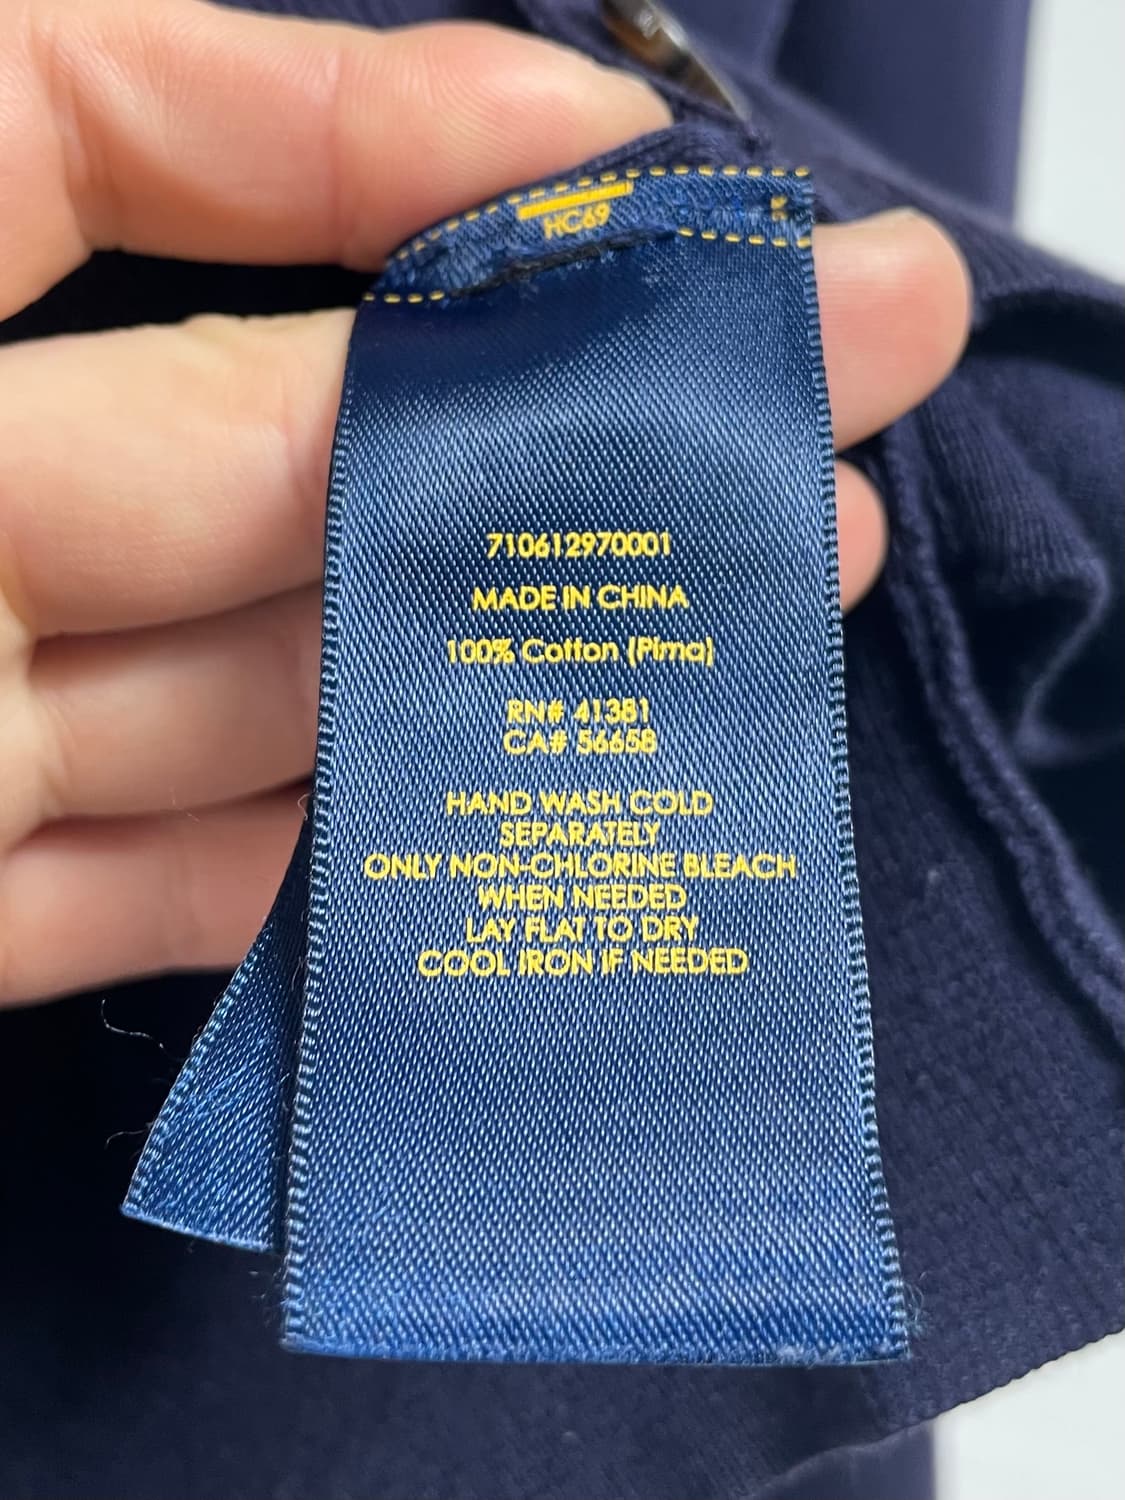 HC69
710612970001
MADE IN CHINA
100% Cotton (Pima)
RN# 41381
CA# 56658
HAND WASH COLD
SEPARATELY
ONLY NON-CHLORINE BLEACH
WHEN NEEDED
LAY FLAT TO DRY
COOL IRON IF NEEDED